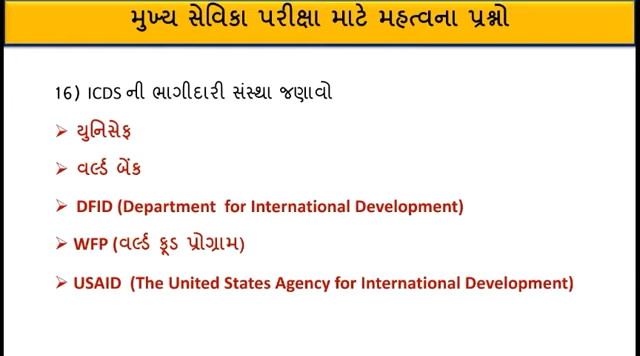 મુખ્ય સેવિકા પરીક્ષા માટે મહત્વના પ્રશ્નો
16) ICDS ની ભાગીદારી સંસ્થા જણાવો
➢ યુનિસેફ
➢ વર્લ્ડ બેંક
➢ DFID (Department for International Development)
➢ WFP (વર્લ્ડ ફૂડ પ્રોગ્રામ)
➢ USAID (The United States Agency for International Development)